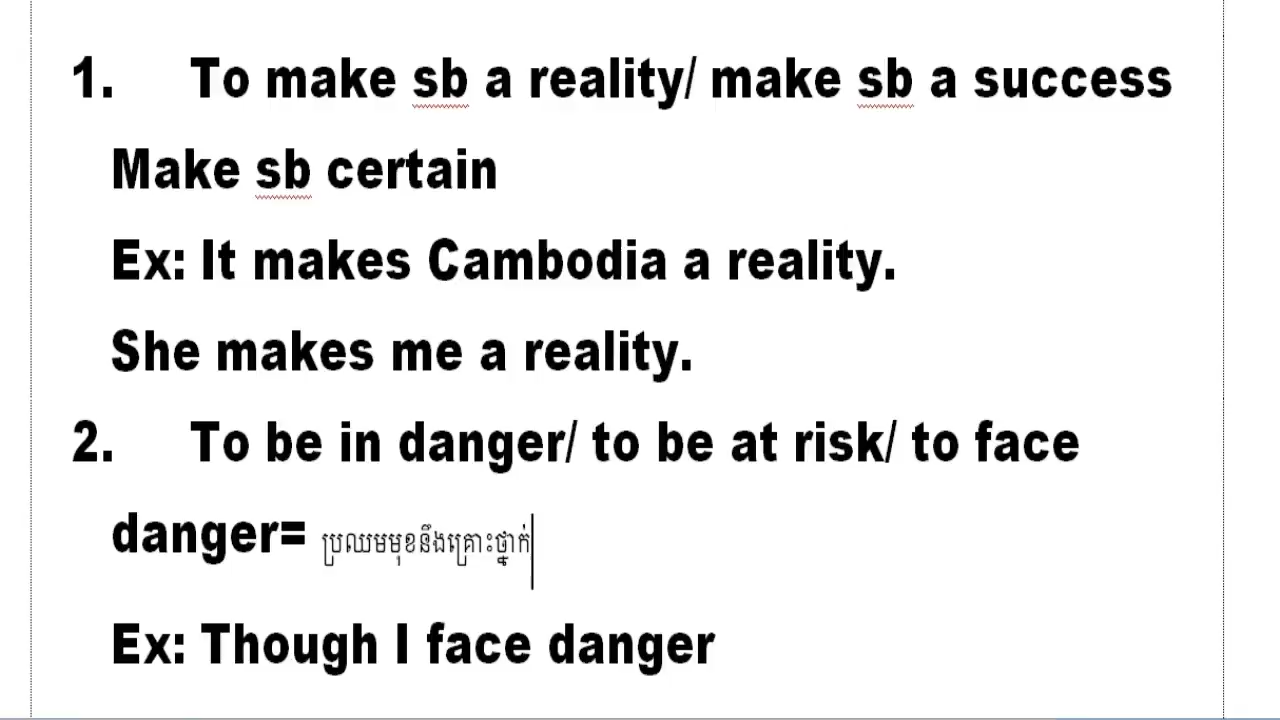 1. To make sb a reality/ make sb a success
Make sb certain
Ex: It makes Cambodia a reality.
She makes me a reality.
2. To be in danger/ to be at risk/ to face
danger= ប្រឈមមុខនឹងគ្រោះថ្នាក់
Ex: Though I face danger